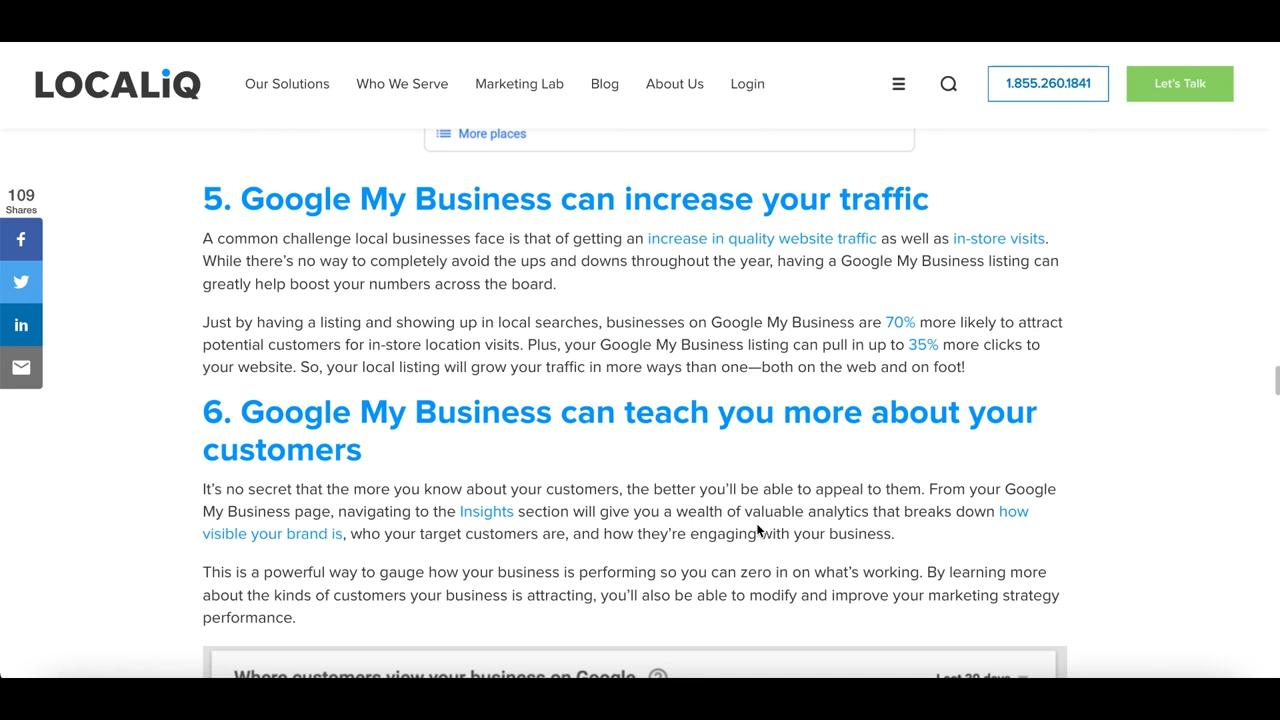 LOCALiQ
Our Solutions Who We Serve Marketing Lab Blog About Us Login
1.855.260.1841
Let's Talk
More places
109
Shares
5. Google My Business can increase your traffic
A common challenge local businesses face is that of getting an increase in quality website traffic as well as in-store visits.
While there's no way to completely avoid the ups and downs throughout the year, having a Google My Business listing can
greatly help boost your numbers across the board.
Just by having a listing and showing up in local searches, businesses on Google My Business are 70% more likely to attract
potential customers for in-store location visits. Plus, your Google My Business listing can pull in up to 35% more clicks to
your website. So, your local listing will grow your traffic in more ways than one—both on the web and on foot!
6. Google My Business can teach you more about your
customers
It's no secret that the more you know about your customers, the better you'll be able to appeal to them. From your Google
My Business page, navigating to the Insights section will give you a wealth of valuable analytics that breaks down how
visible your brand is, who your target customers are, and how they're engaging with your business.
This is a powerful way to gauge how your business is performing so you can zero in on what's working. By learning more
about the kinds of customers your business is attracting, you'll also be able to modify and improve your marketing strategy
performance.
Where customers view your business on Google
Last 30 days